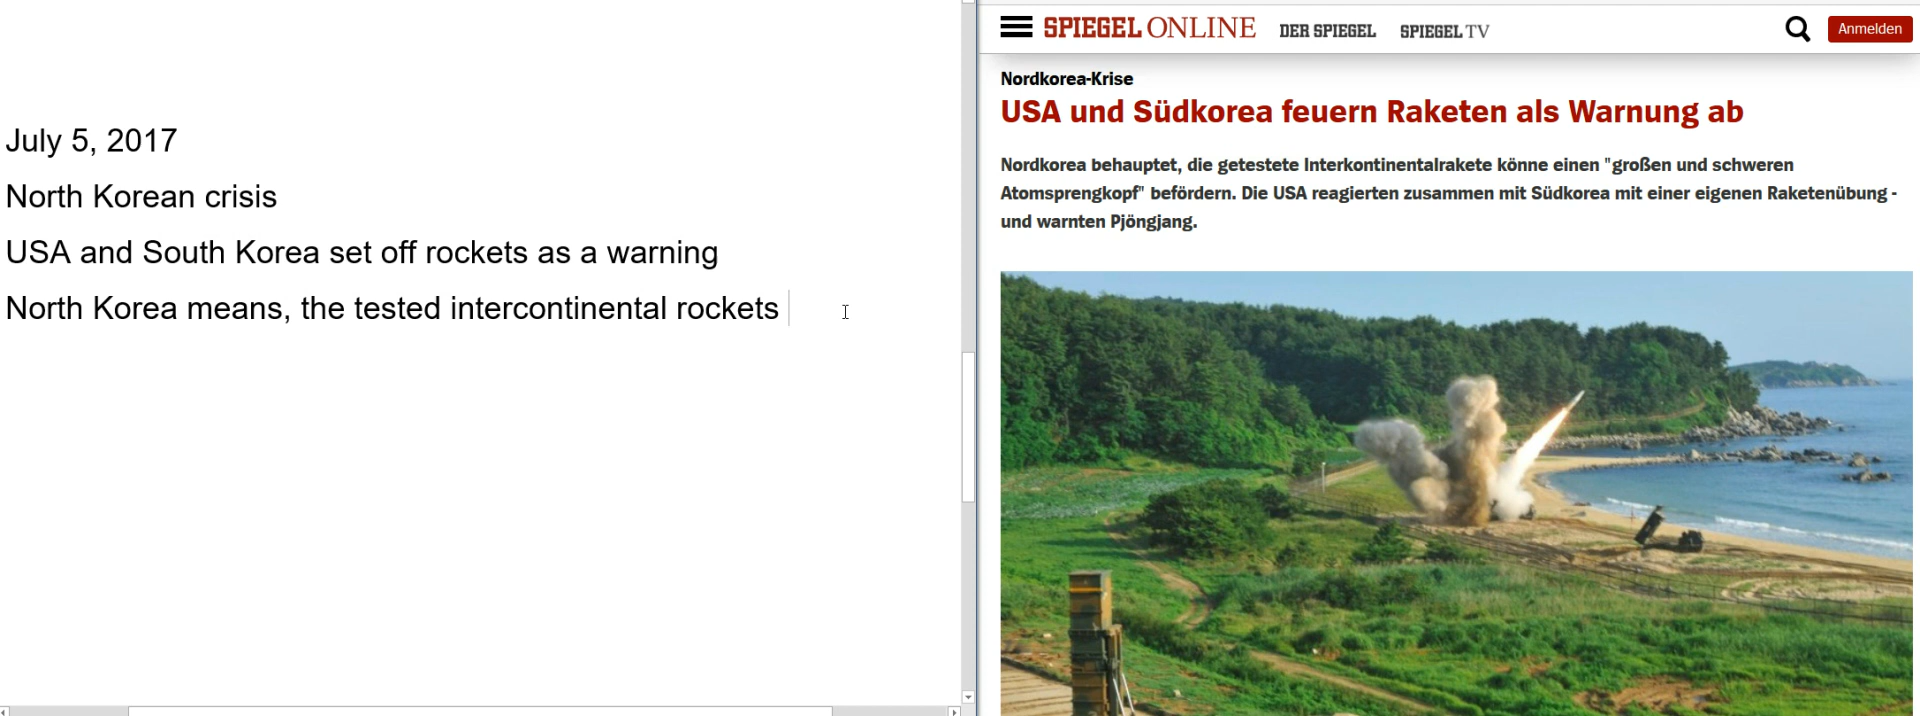 July 5, 2017
North Korean crisis
USA and South Korea set off rockets as a warning
North Korea means, the tested intercontinental rockets
SPIEGEL ONLINE DER SPIEGEL SPIEGEL TV Anmelden
Nordkorea-Krise
USA und Südkorea feuern Raketen als Warnung ab
Nordkorea behauptet, die getestete Interkontinentalrakete könne einen "großen und schweren
Atomsprengkopf" befördern. Die USA reagierten zusammen mit Südkorea mit einer eigenen Raketenübung -
und warnten Pjöngjang.